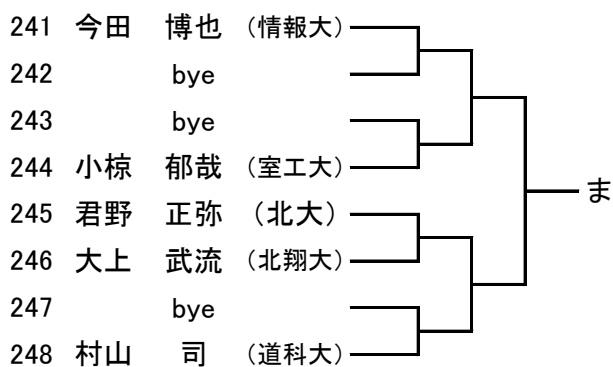 241 今田 博也 (情報大)
242 bye
243 bye
244 小椋 郁哉 (室工大)
245 君野 正弥 (北大)
246 大上 武流 (北翔大)
247 bye
248 村山 司 (道科大)
ま